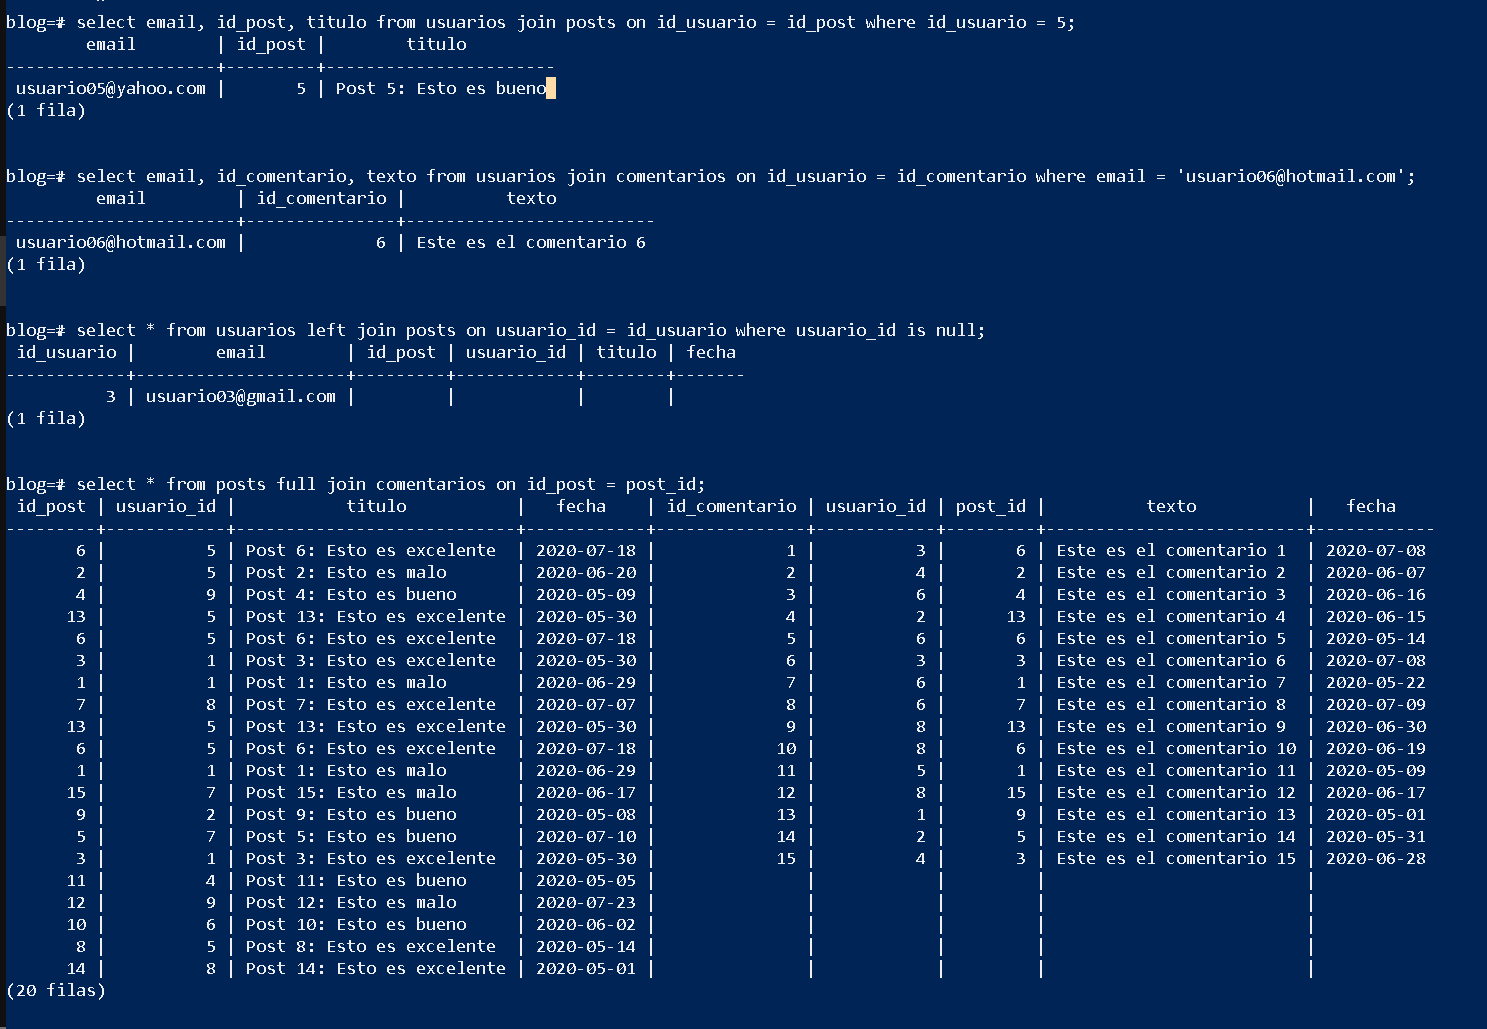 blog=# select email, id_post, titulo from usuarios join posts on id_usuario = id_post where id_usuario = 5;
        email        | id_post |        titulo
---------------------+---------+-----------------------
 usuario05@yahoo.com |       5 | Post 5: Esto es bueno
(1 fila)
blog=# select email, id_comentario, texto from usuarios join comentarios on id_usuario = id_comentario where email = 'usuario06@hotmail.com';
         email         | id_comentario |          texto
-----------------------+---------------+-------------------------
 usuario06@hotmail.com |             6 | Este es el comentario 6
(1 fila)
blog=# select * from usuarios left join posts on usuario_id = id_usuario where usuario_id is null;
 id_usuario |        email        | id_post | usuario_id | titulo | fecha
------------+---------------------+---------+------------+--------+-------
          3 | usuario03@gmail.com |         |            |        |
(1 fila)
blog=# select * from posts full join comentarios on id_post = post_id;
 id_post | usuario_id |           titulo           |   fecha    | id_comentario | usuario_id | post_id |          texto           |   fecha
---------+------------+----------------------------+------------+---------------+------------+---------+--------------------------+------------
       6 |          5 | Post 6: Esto es excelente  | 2020-07-18 |             1 |          3 |       6 | Este es el comentario 1  | 2020-07-08
       2 |          5 | Post 2: Esto es malo       | 2020-06-20 |             2 |          4 |       2 | Este es el comentario 2  | 2020-06-07
       4 |          9 | Post 4: Esto es bueno      | 2020-05-09 |             3 |          6 |       4 | Este es el comentario 3  | 2020-06-16
      13 |          5 | Post 13: Esto es excelente | 2020-05-30 |             4 |          2 |      13 | Este es el comentario 4  | 2020-06-15
       6 |          5 | Post 6: Esto es excelente  | 2020-07-18 |             5 |          6 |       6 | Este es el comentario 5  | 2020-05-14
       3 |          1 | Post 3: Esto es excelente  | 2020-05-30 |             6 |          3 |       3 | Este es el comentario 6  | 2020-07-08
       1 |          1 | Post 1: Esto es malo       | 2020-06-29 |             7 |          6 |       1 | Este es el comentario 7  | 2020-05-22
       7 |          8 | Post 7: Esto es excelente  | 2020-07-07 |             8 |          6 |       7 | Este es el comentario 8  | 2020-07-09
      13 |          5 | Post 13: Esto es excelente | 2020-05-30 |             9 |          8 |      13 | Este es el comentario 9  | 2020-06-30
       6 |          5 | Post 6: Esto es excelente  | 2020-07-18 |            10 |          8 |       6 | Este es el comentario 10 | 2020-06-19
       1 |          1 | Post 1: Esto es malo       | 2020-06-29 |            11 |          5 |       1 | Este es el comentario 11 | 2020-05-09
      15 |          7 | Post 15: Esto es malo      | 2020-06-17 |            12 |          8 |      15 | Este es el comentario 12 | 2020-06-17
       9 |          2 | Post 9: Esto es bueno      | 2020-05-08 |            13 |          1 |       9 | Este es el comentario 13 | 2020-05-01
       5 |          7 | Post 5: Esto es bueno      | 2020-07-10 |            14 |          2 |       5 | Este es el comentario 14 | 2020-05-31
       3 |          1 | Post 3: Esto es excelente  | 2020-05-30 |            15 |          4 |       3 | Este es el comentario 15 | 2020-06-28
      11 |          4 | Post 11: Esto es bueno     | 2020-05-05 |               |            |         |                          |
      12 |          9 | Post 12: Esto es malo      | 2020-07-23 |               |            |         |                          |
      10 |          6 | Post 10: Esto es bueno     | 2020-06-02 |               |            |         |                          |
       8 |          5 | Post 8: Esto es excelente  | 2020-05-14 |               |            |         |                          |
      14 |          8 | Post 14: Esto es excelente | 2020-05-01 |               |            |         |                          |
(20 filas)